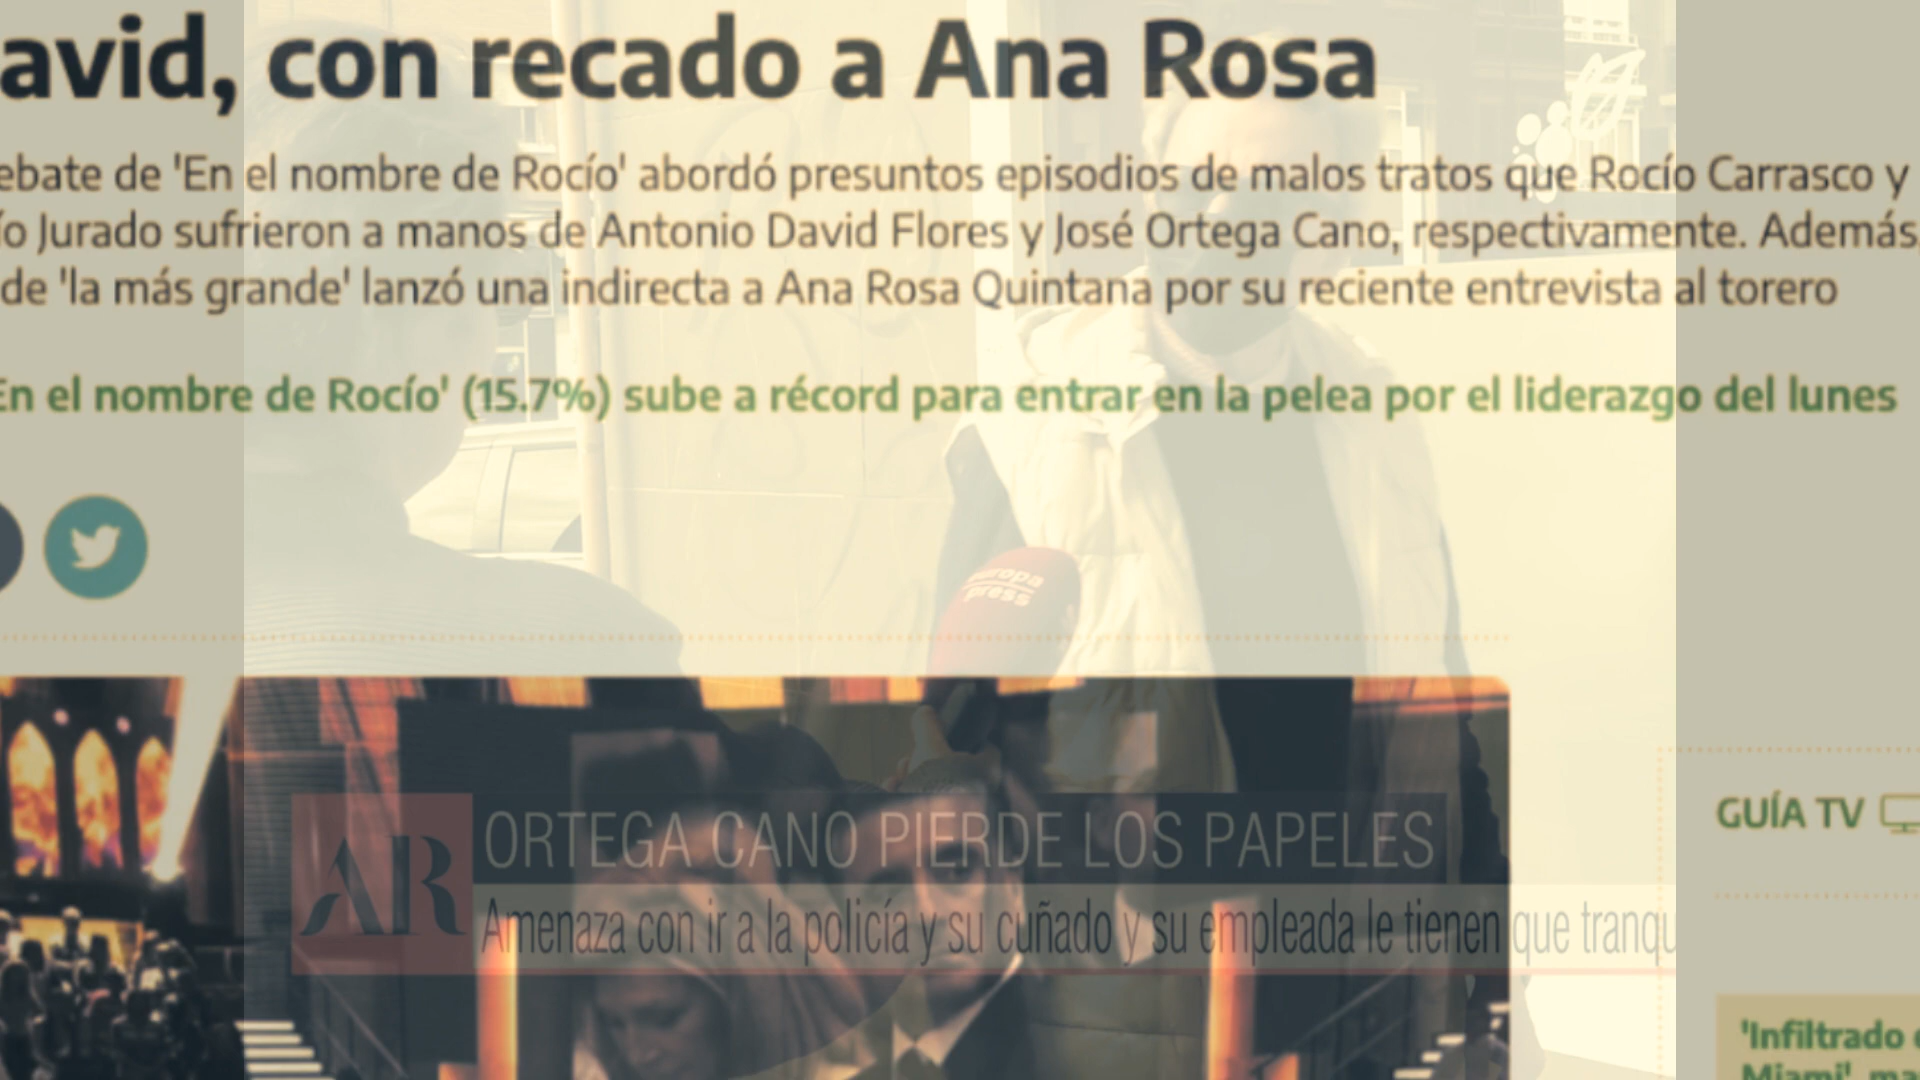 avid, con recado a Ana Rosa
ebate de 'En el nombre de Rocío' abordó presuntos episodios de malos tratos que Rocío Carrasco y
ío Jurado sufrieron a manos de Antonio David Flores y José Ortega Cano, respectivamente. Además,
de 'la más grande' lanzó una indirecta a Ana Rosa Quintana por su reciente entrevista al torero
En el nombre de Rocío' (15.7%) sube a récord para entrar en la pelea por el liderazgo del lunes
europa
press
GUÍA TV
AR
ORTEGA CANO PIERDE LOS PAPELES
Amenaza con ir a la policía y su cuñado y su empleada le tienen que tranqu
'Infiltrado e
Miami', ma